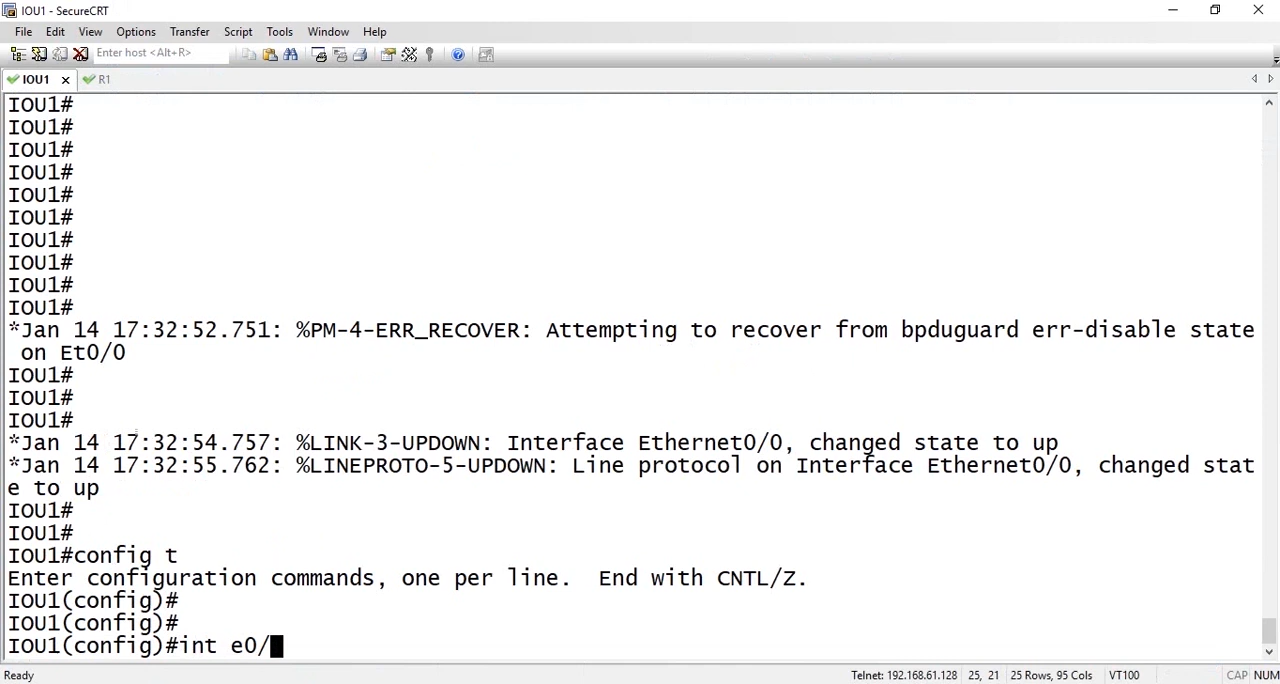 IOU1 - SecureCRT
File Edit View Options Transfer Script Tools Window Help
Enter host <Alt+R>
IOU1 R1
IOU1#
IOU1#
IOU1#
IOU1#
IOU1#
IOU1#
IOU1#
IOU1#
IOU1#
IOU1#
*Jan 14 17:32:52.751: %PM-4-ERR_RECOVER: Attempting to recover from bpduguard err-disable state
on Et0/0
IOU1#
IOU1#
IOU1#
*Jan 14 17:32:54.757: %LINK-3-UPDOWN: Interface Ethernet0/0, changed state to up
*Jan 14 17:32:55.762: %LINEPROTO-5-UPDOWN: Line protocol on Interface Ethernet0/0, changed stat
e to up
IOU1#
IOU1#
IOU1#config t
Enter configuration commands, one per line.  End with CNTL/Z.
IOU1(config)#
IOU1(config)#
IOU1(config)#int e0/
Ready Telnet: 192.168.61.128 25, 21 25 Rows, 95 Cols VT100 CAP NUM